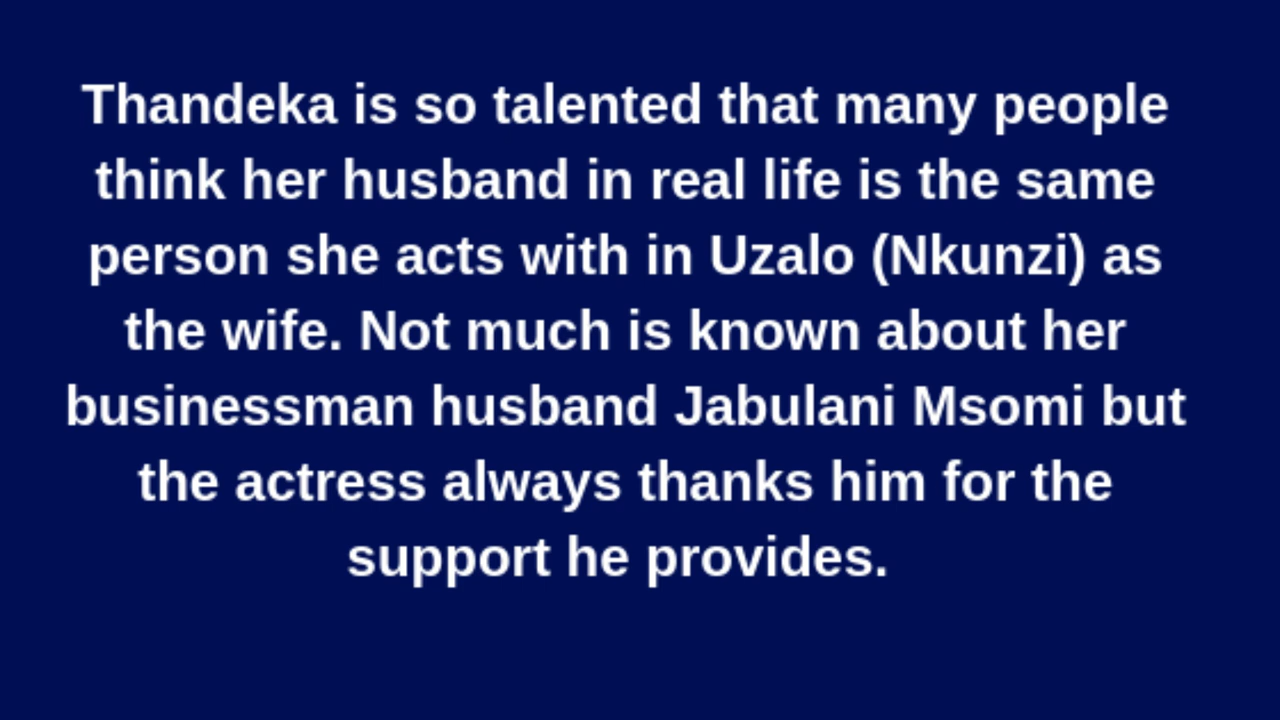 Thandeka is so talented that many people
think her husband in real life is the same
person she acts with in Uzalo (Nkunzi) as
the wife. Not much is known about her
businessman husband Jabulani Msomi but
the actress always thanks him for the
support he provides.